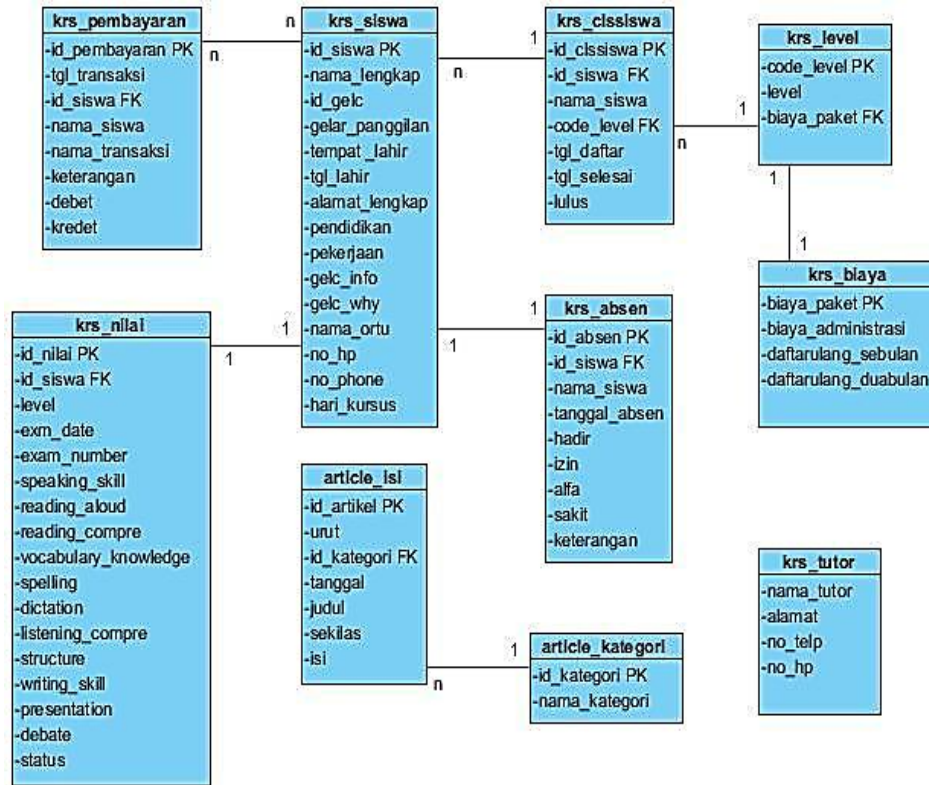 krs_pembayaran
-id_pembayaran PK
-tgl_transaksi
-id_siswa FK
-nama_siswa
-nama_transaksi
-keterangan
-debet
-kredet
n
n
krs_siswa
-id_siswa PK
-nama_lengkap
-id_gelc
-gelar_panggilan
-tempat _lahir
-tgl_lahir
-alamat_lengkap
-pendidikan
-pekerjaan
-gelc_info
-gelc_why
-nama_ortu
-no_hp
-no_phone
-hari_kursus
1
n
krs_clssiswa
-id_clssiswa PK
-id_siswa FK
-nama_siswa
-code_level FK
-tgl_daftar
-tgl_selesai
-lulus
1
n
krs_level
-code_level PK
-level
-biaya_paket FK
1
1
krs_biaya
-biaya_paket PK
-biaya_administrasi
-daftarulang_sebulan
-daftarulang_duabulan
krs_nilai
-id_nilai PK
-id_siswa FK
-level
-exm_date
-exam_number
-speaking_skill
-reading_aloud
-reading_compre
-vocabulary_knowledge
-spelling
-dictation
-listening_compre
-structure
-writing_skill
-presentation
-debate
-status
1
1
1
1
krs_absen
-id_absen PK
-id_siswa FK
-nama_siswa
-tanggal_absen
-hadir
-izin
-alfa
-sakit
-keterangan
article_isi
-id_artikel PK
-urut
-id_kategori FK
-tanggal
-judul
-sekilas
-isi
1
n
article_kategori
-id_kategori PK
-nama_kategori
krs_tutor
-nama_tutor
-alamat
-no_telp
-no_hp